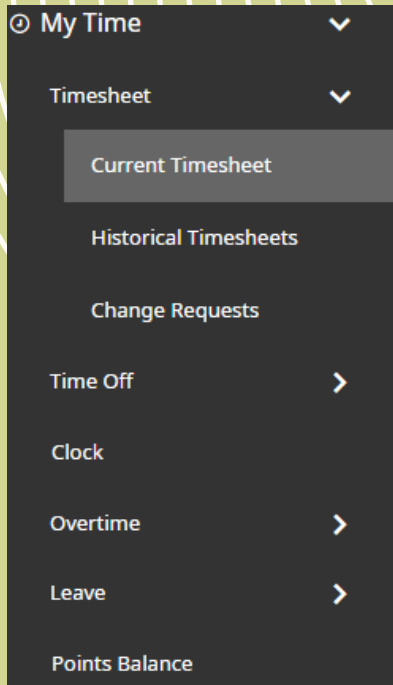 My Time
Timesheet
Current Timesheet
Historical Timesheets
Change Requests
Time Off
Clock
Overtime
Leave
Points Balance